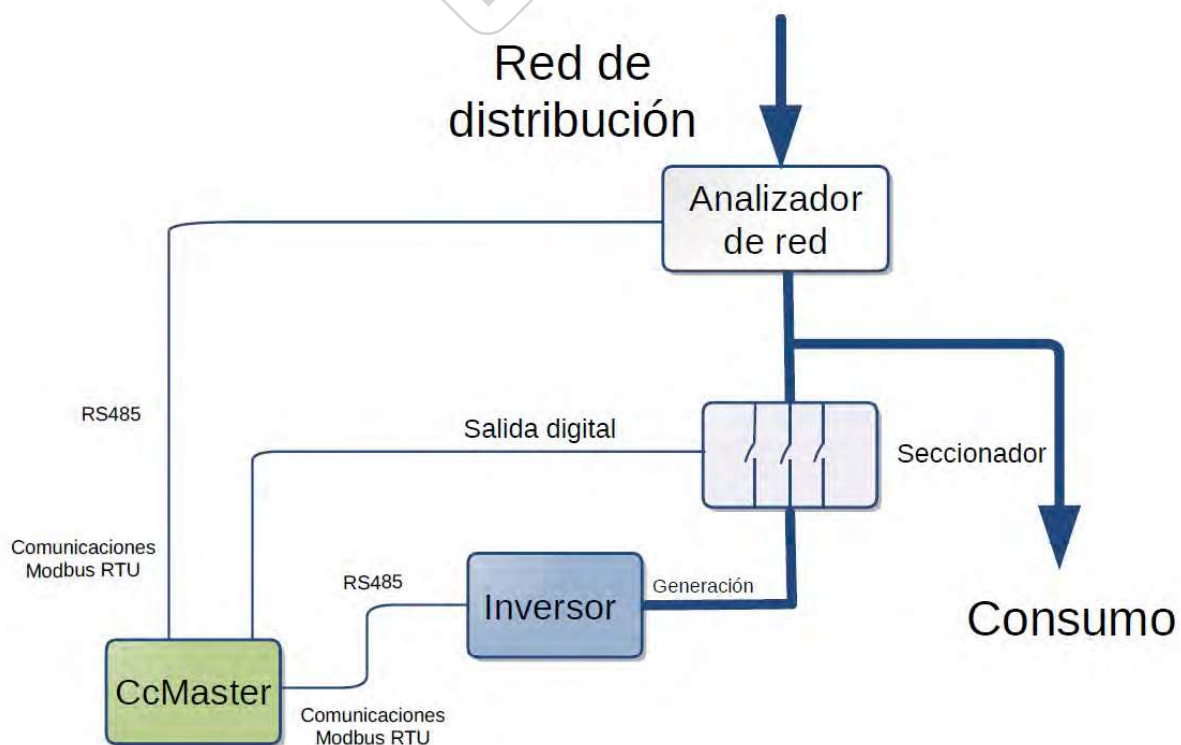 Red de
distribución
Analizador
de red
RS485
Salida digital
Seccionador
Comunicaciones
Modbus RTU
RS485
Generación
Inversor
Consumo
CcMaster
Comunicaciones
Modbus RTU